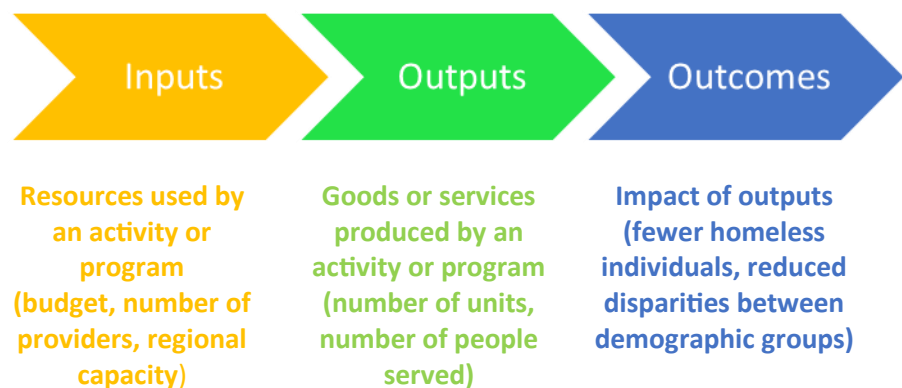 Inputs
Outputs
Outcomes
Resources used by
an activity or
program
(budget, number of
providers, regional
capacity)
Goods or services
produced by an
activity or program
(number of units,
number of people
served)
Impact of outputs
(fewer homeless
individuals, reduced
disparities between
demographic groups)